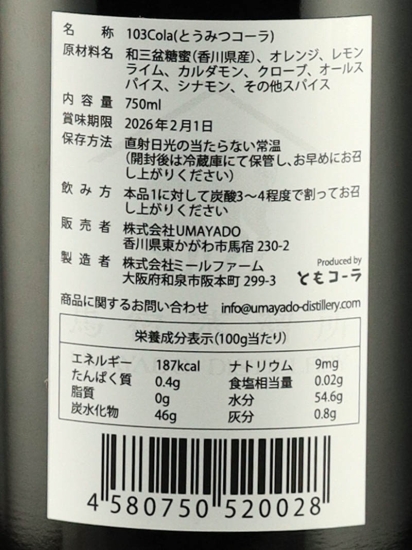 名称 103Cola(とうみつコーラ)
原材料名 和三盆糖蜜(香川県産)、オレンジ、レモン
ライム、カルダモン、クローブ、オールス
パイス、シナモン、その他スパイス
内容量 750ml
賞味期限 2026年2月1日
保存方法 直射日光の当たらない常温
(開封後は冷蔵庫にて保管し、お早めにお召
し上がりください)
飲み方 本品1に対して炭酸3〜4程度で割ってお召
し上がりください
販売者 株式会社UMAYADO
香川県東かがわ市馬宿 230-2
製造者 株式会社ミールファーム
大阪府和泉市阪本町 299-3
Produced by
ともコーラ
商品に関するお問い合わせ info@umayado-distillery.com
栄養成分表示(100g当たり)
エネルギー 187kcal ナトリウム 9mg
たんぱく質 0.4g 食塩相当量 0.02g
脂質 0g 水分 54.6g
炭水化物 46g 灰分 0.8g
4 580750 520028